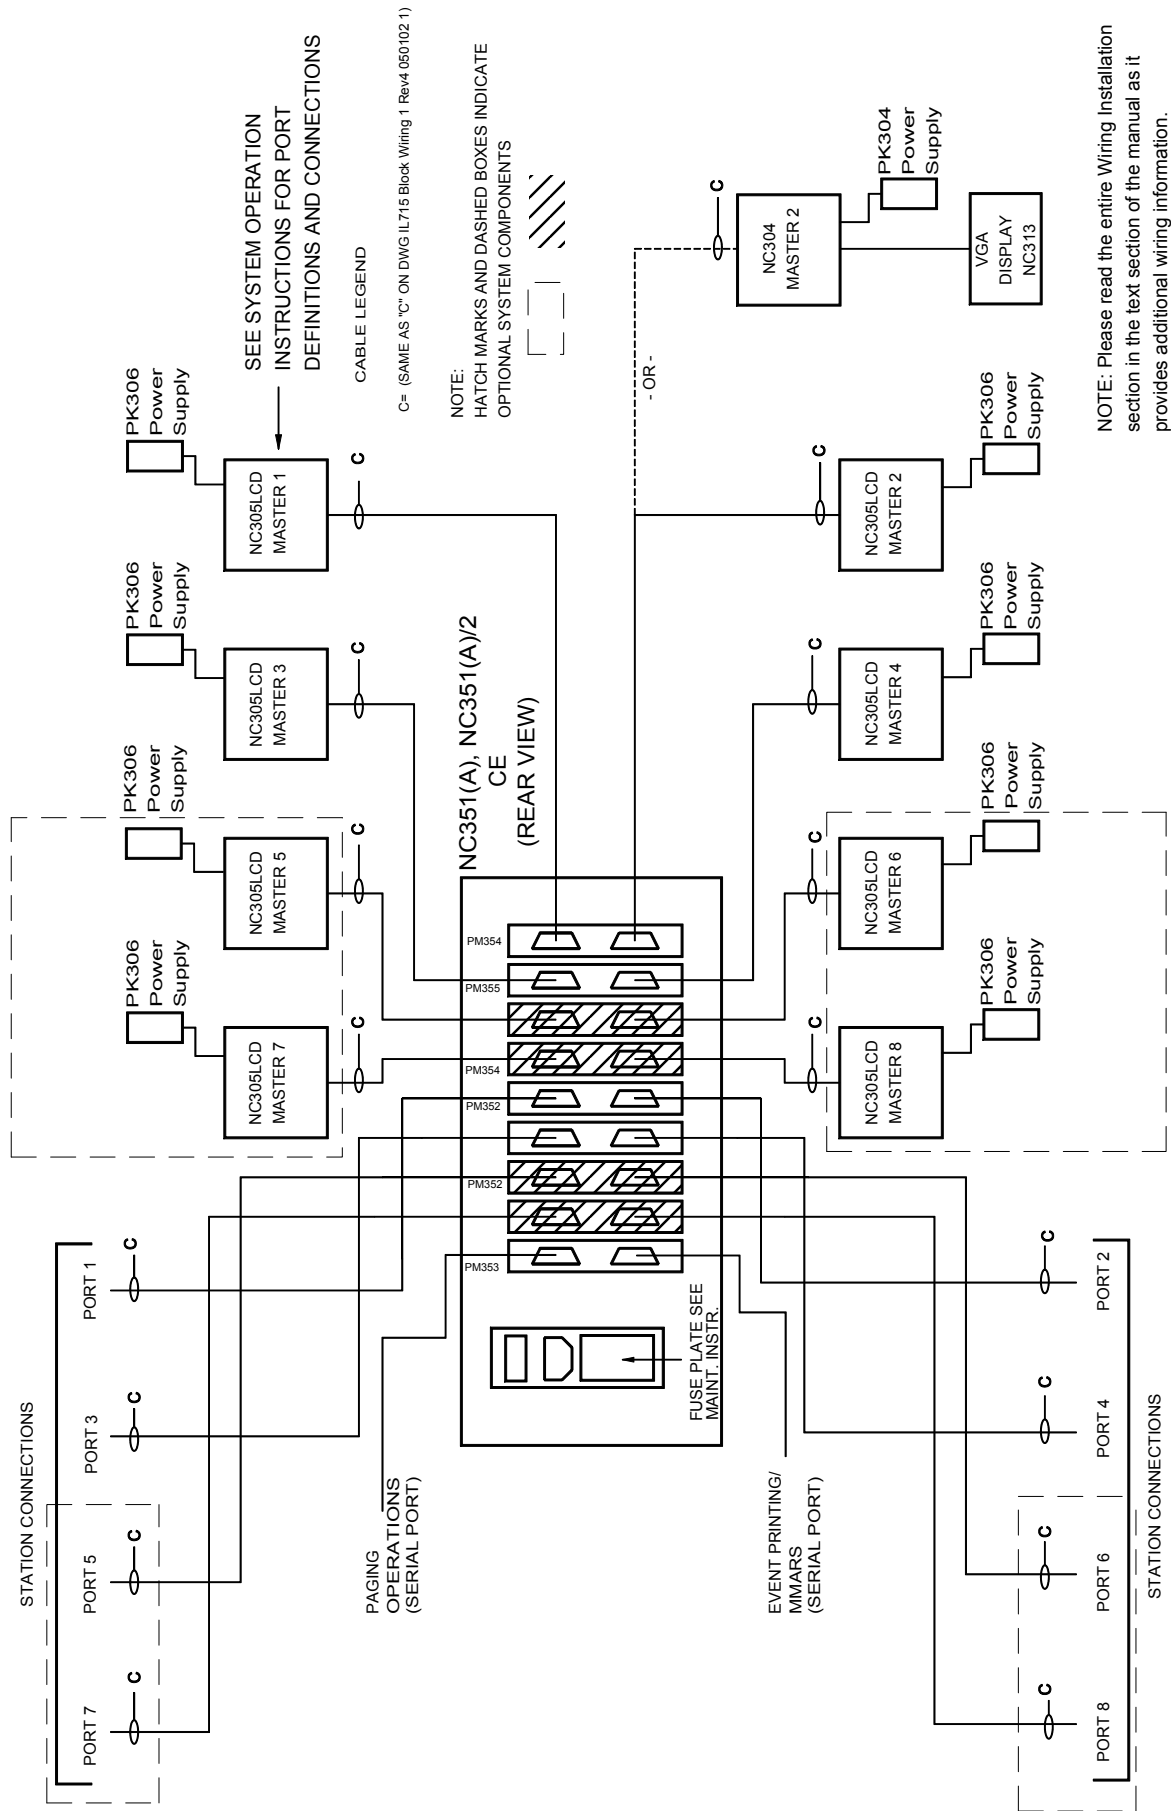 STATION CONNECTIONS
PORT 7
PORT 5
PORT 3
PORT 1
C
C
C
C
PK306
Power
Supply
PK306
Power
Supply
PK306
Power
Supply
PK306
Power
Supply
NC305LCD
MASTER 7
NC305LCD
MASTER 5
NC305LCD
MASTER 3
NC305LCD
MASTER 1
C
C
C
C
SEE SYSTEM OPERATION
INSTRUCTIONS FOR PORT
DEFINITIONS AND CONNECTIONS
CABLE LEGEND
C= (SAME AS "C" ON DWG IL715 Block Wiring 1 Rev4 050102 1)
NOTE:
HATCH MARKS AND DASHED BOXES INDICATE
OPTIONAL SYSTEM COMPONENTS
PAGING
OPERATIONS
(SERIAL PORT)
NC351(A), NC351(A)/2
CE
(REAR VIEW)
PM353
PM352
PM352
PM354
PM355
PM354
FUSE PLATE SEE
MAINT. INSTR.
EVENT PRINTING/
MMARS
(SERIAL PORT)
- OR -
C
NC304
MASTER 2
PK304
Power
Supply
VGA
DISPLAY
NC313
C
C
C
C
NC305LCD
MASTER 8
NC305LCD
MASTER 6
NC305LCD
MASTER 4
NC305LCD
MASTER 2
PK306
Power
Supply
PK306
Power
Supply
PK306
Power
Supply
PK306
Power
Supply
C
C
C
C
PORT 8
PORT 6
PORT 4
PORT 2
STATION CONNECTIONS
NOTE: Please read the entire Wiring Installation
section in the text section of the manual as it
provides additional wiring information.